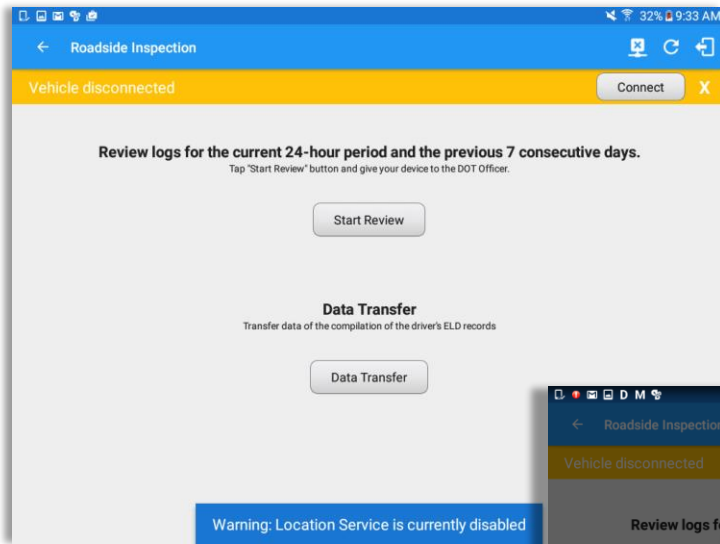 32% 9:33 AM
Roadside Inspection
Vehicle disconnected
Connect
X
Review logs for the current 24-hour period and the previous 7 consecutive days.
Tap "Start Review" button and give your device to the DOT Officer.
Start Review
Data Transfer
Transfer data of the compilation of the driver's ELD records
Data Transfer
Warning: Location Service is currently disabled
D M
Roadside Inspection
Vehicle disconnected
Review logs f